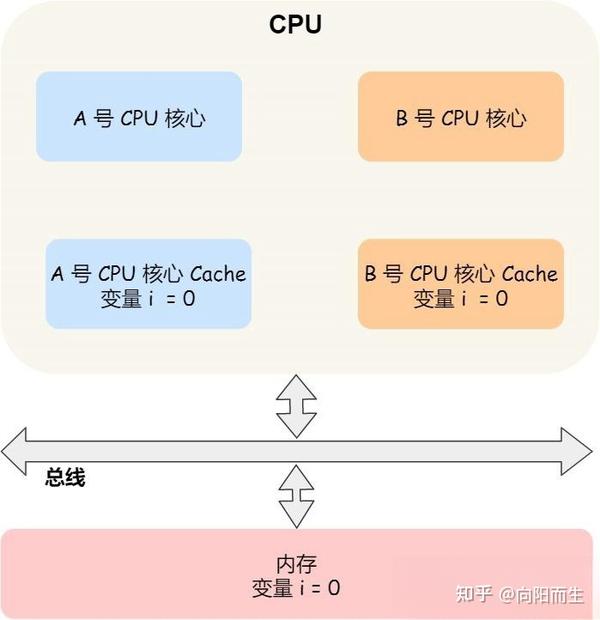 CPU
A 号 CPU 核心
B 号 CPU 核心
A 号 CPU 核心 Cache
变量 i = 0
B 号 CPU 核心 Cache
变量 i = 0
总线
内存
变量 i = 0
知乎 @向阳而生